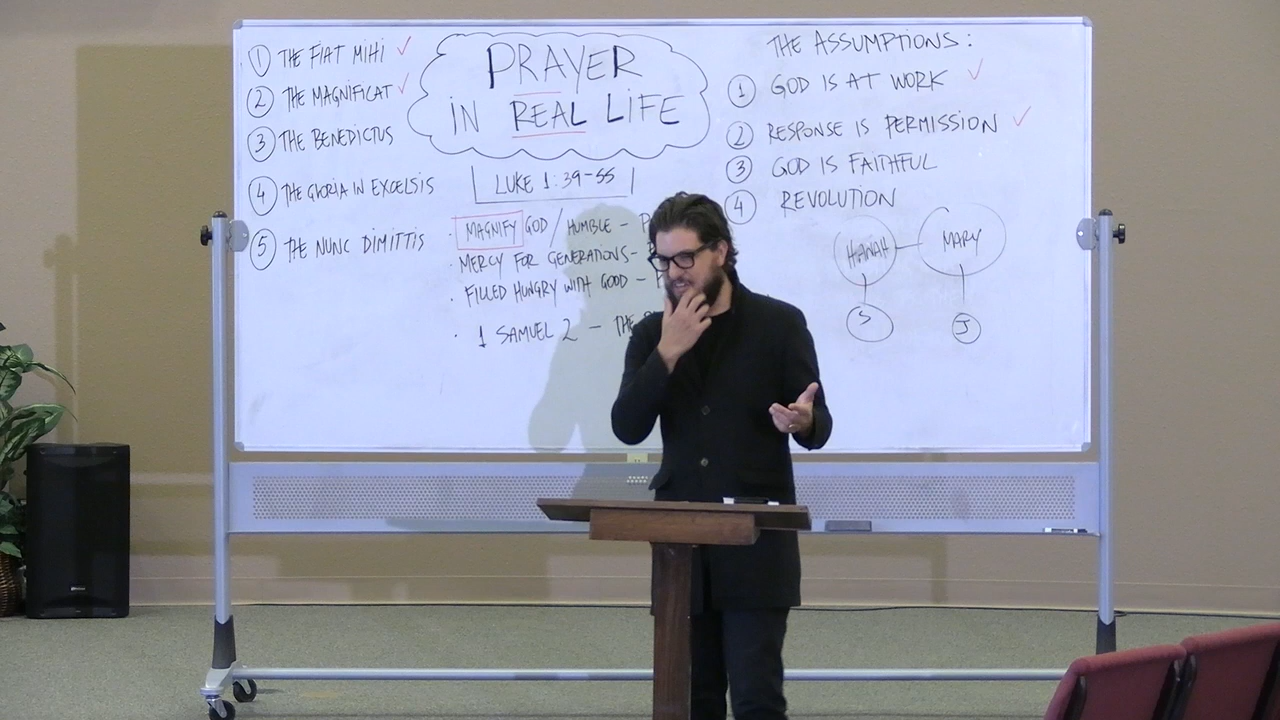 1 THE FIAT MIHI ✓
2 THE MAGNIFICAT ✓
3 THE BENEDICTUS
4 THE GLORIA IN EXCELSIS
5 THE NUNC DIMITTIS
PRAYER
IN REAL LIFE
LUKE 1:39-55
· MAGNIFY GOD / HUMBLE -
· MERCY FOR GENERATIONS-
· FILLED HUNGRY WITH GOOD -
· 1 SAMUEL 2 - THE
THE ASSUMPTIONS:
1 GOD IS AT WORK ✓
2 RESPONSE IS PERMISSION ✓
3 GOD IS FAITHFUL
4 REVOLUTION
HANNAH MARY
S J